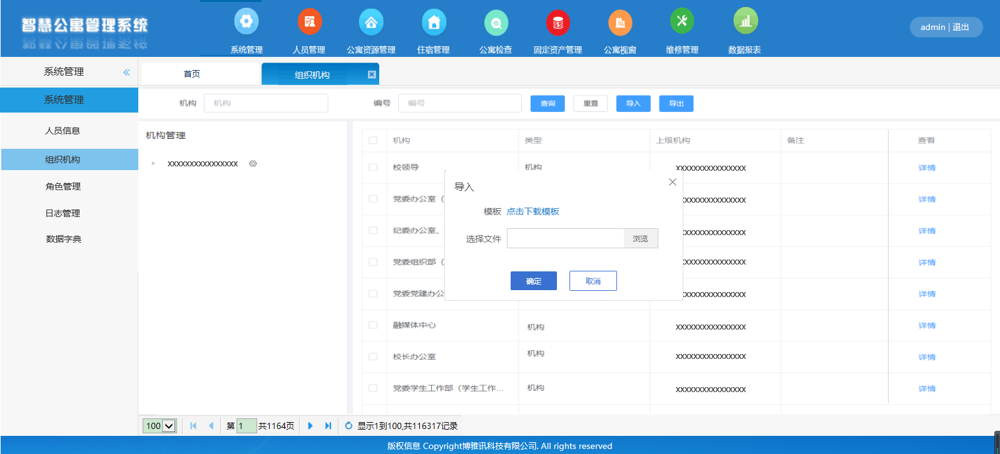 智慧公寓管理系统
系统管理 人员管理 公寓资源管理 住宿管理 公寓检查 固定资产管理 公寓视窗 维修管理 数据报表
admin | 退出
系统管理 «
首页 组织机构
系统管理
人员信息
组织机构
角色管理
日志管理
数据字典
机构 机构 编号 编号 查询 重置 导入 导出
机构管理
xxxxxxxxxxxxxxxx
机构 类型 上级机构 备注 查看
校领导 机构 xxxxxxxxxxxxxxxx 详情
党委办公室（ xxxxxxxxxxxxxxx 详情
纪委办公室、 xxxxxxxxxxxxxxx 详情
党委组织部（ xxxxxxxxxxxxxxx 详情
党委党建办公 xxxxxxxxxxxxxxx 详情
融媒体中心 机构 xxxxxxxxxxxxxxxx 详情
校长办公室 机构 xxxxxxxxxxxxxxxx 详情
党委学生工作部（学生工作... 机构 xxxxxxxxxxxxxxxx 详情
导入
模板 点击下载模板
选择文件 浏览
确定 取消
100 第 1 共1164页 显示1到100,共116317记录
版权信息 Copyright博雅讯科技有限公司. All rights reserved